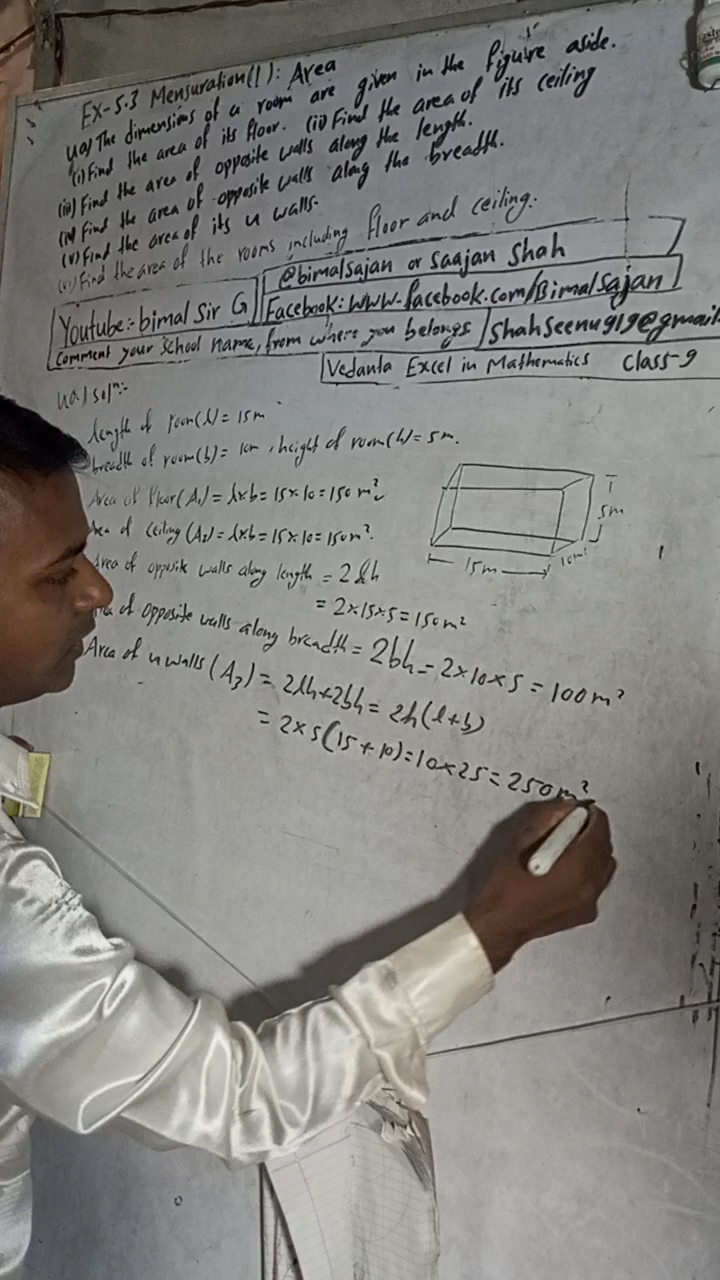 Ex-5.3 Mensuration(I): Area
4a) The dimensions of a room are given in the figure aside.
(i) Find the area of its floor. (ii) Find the area of its ceiling
(iii) Find the area of opposite walls along the length.
(iv) Find the area of opposite walls along the breadth.
(v) Find the area of its 4 walls.
(vi) Find the area of the rooms including floor and ceiling.
Youtube:- bimal Sir G
@bimalsajan or Saajan Shah
Facebook: www.facebook.com/Bimalsajan
Comment your school name, from where you belongs
Shahseenu919@gmail.
Vedanta Excel in Mathematics Class-9
4a) Solⁿ:-
length of room(l) = 15m
breadth of room(b) = 10m, height of room(h) = 5m.
Area of floor(A₁) = l×b = 15×10 = 150 m².
Area of ceiling (A₂) = l×b = 15×10 = 150m².
Area of opposite walls along length = 2lh
= 2×15×5 = 150m²
of opposite walls along breadth = 2bh = 2×10×5 = 100m²
Area of 4 walls (A₃) = 2lh+2bh = 2h(l+b)
= 2×5(15+10) = 10×25 = 250m²
5m
15m
10m